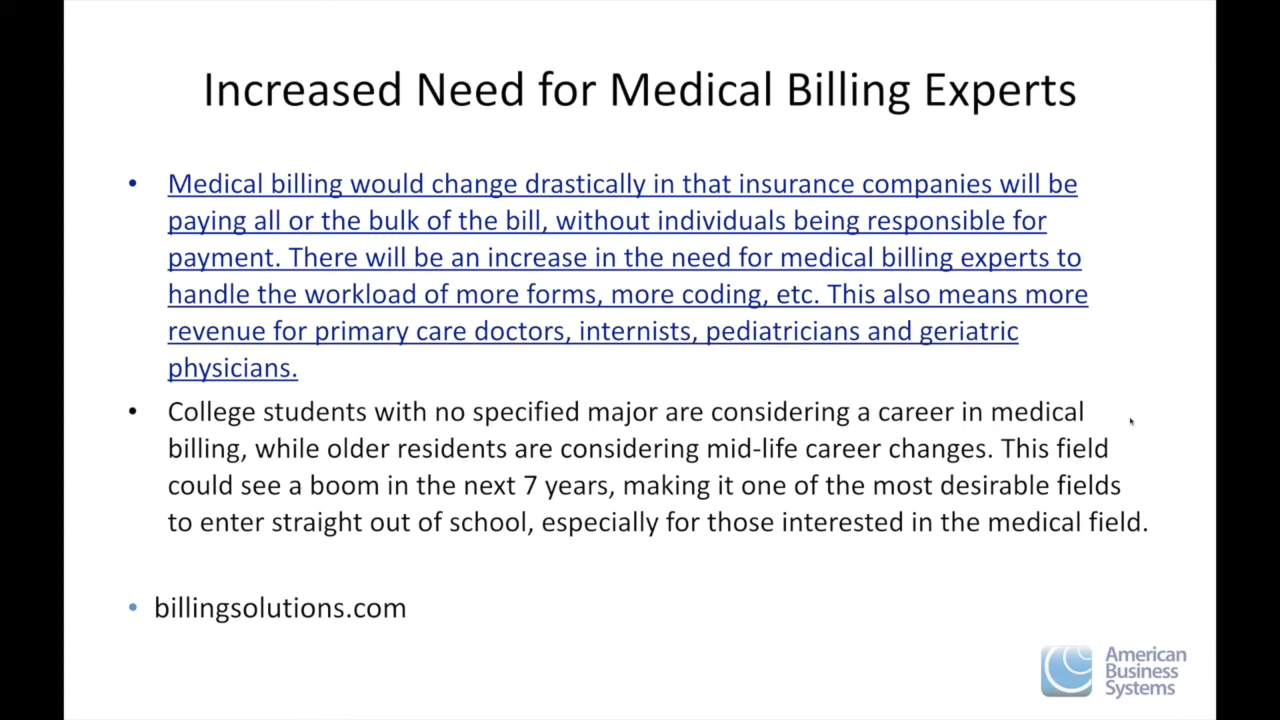 Increased Need for Medical Billing Experts
• Medical billing would change drastically in that insurance companies will be
paying all or the bulk of the bill, without individuals being responsible for
payment. There will be an increase in the need for medical billing experts to
handle the workload of more forms, more coding, etc. This also means more
revenue for primary care doctors, internists, pediatricians and geriatric
physicians.
• College students with no specified major are considering a career in medical
billing, while older residents are considering mid-life career changes. This field
could see a boom in the next 7 years, making it one of the most desirable fields
to enter straight out of school, especially for those interested in the medical field.
• billingsolutions.com
American
Business
Systems